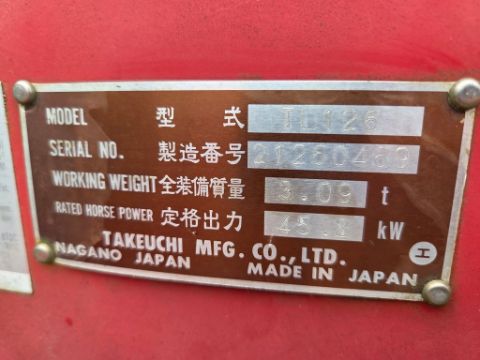 MODEL 型 式 TL126
SERIAL NO. 製造番号 21260469
WORKING WEIGHT 全装備質量 3.09 t
RATED HORSE POWER 定格出力 kW
TAKEUCHI MFG. CO., LTD.
NAGANO JAPAN MADE IN JAPAN
H